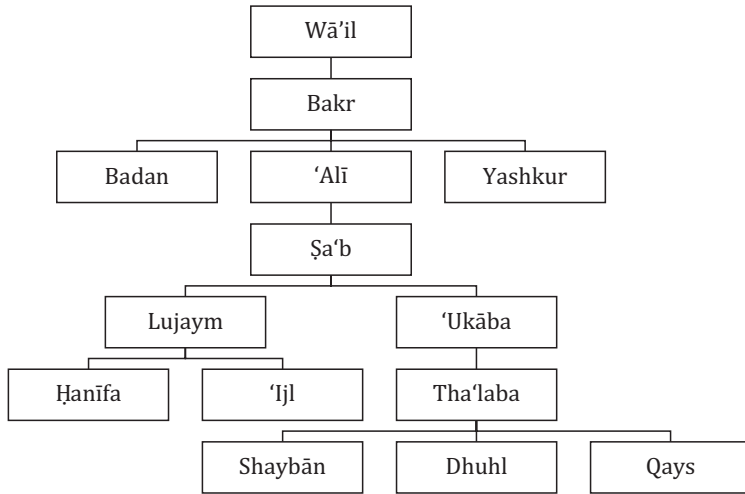 Wā’il
Bakr
Badan
‘Alī
Yashkur
Ṣa‘b
Lujaym
‘Ukāba
Ḥanīfa
‘Ijl
Tha‘laba
Shaybān
Dhuhl
Qays